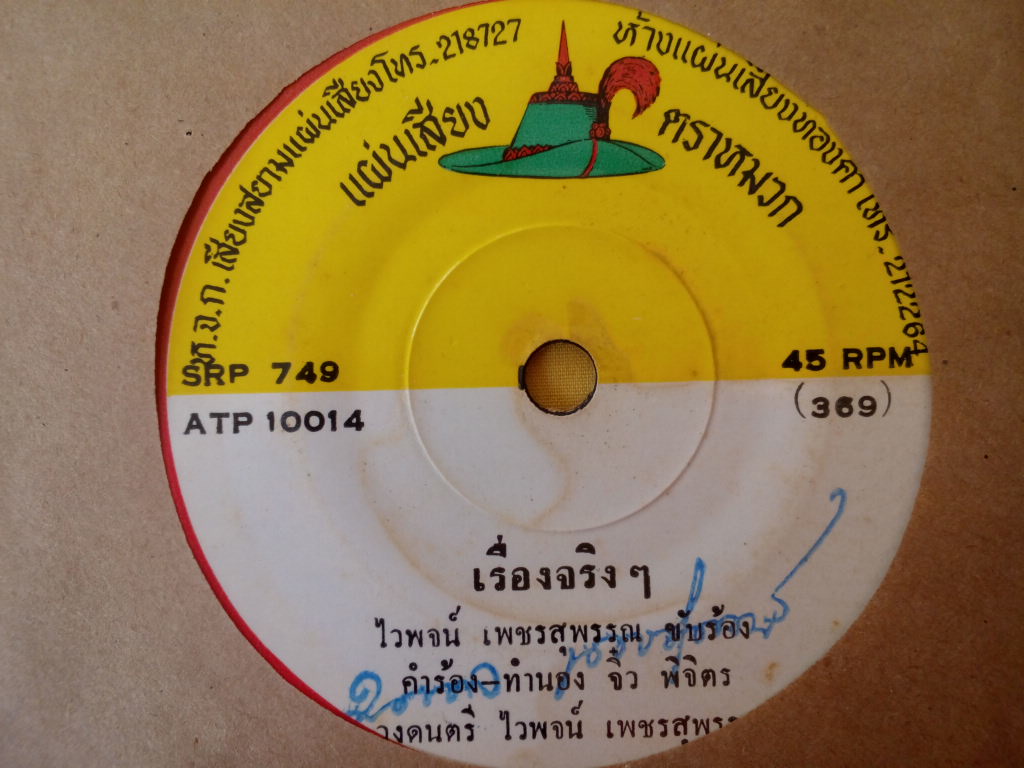 ห.จ.ก.เสียงสยามแผ่นเสียงโทร.218727
ห้างแผ่นเสียงทองคำ โทร.212264
แผ่นเสียง ตราหมวก
SRP 749
45 RPM
ATP 10014
(369)
เรื่องจริง ๆ
ไวพจน์ เพชรสุพรรณ ขับร้อง
คำร้อง–ทำนอง จิ๋ว พิจิตร
วงดนตรี ไวพจน์ เพชรสุพรรณ